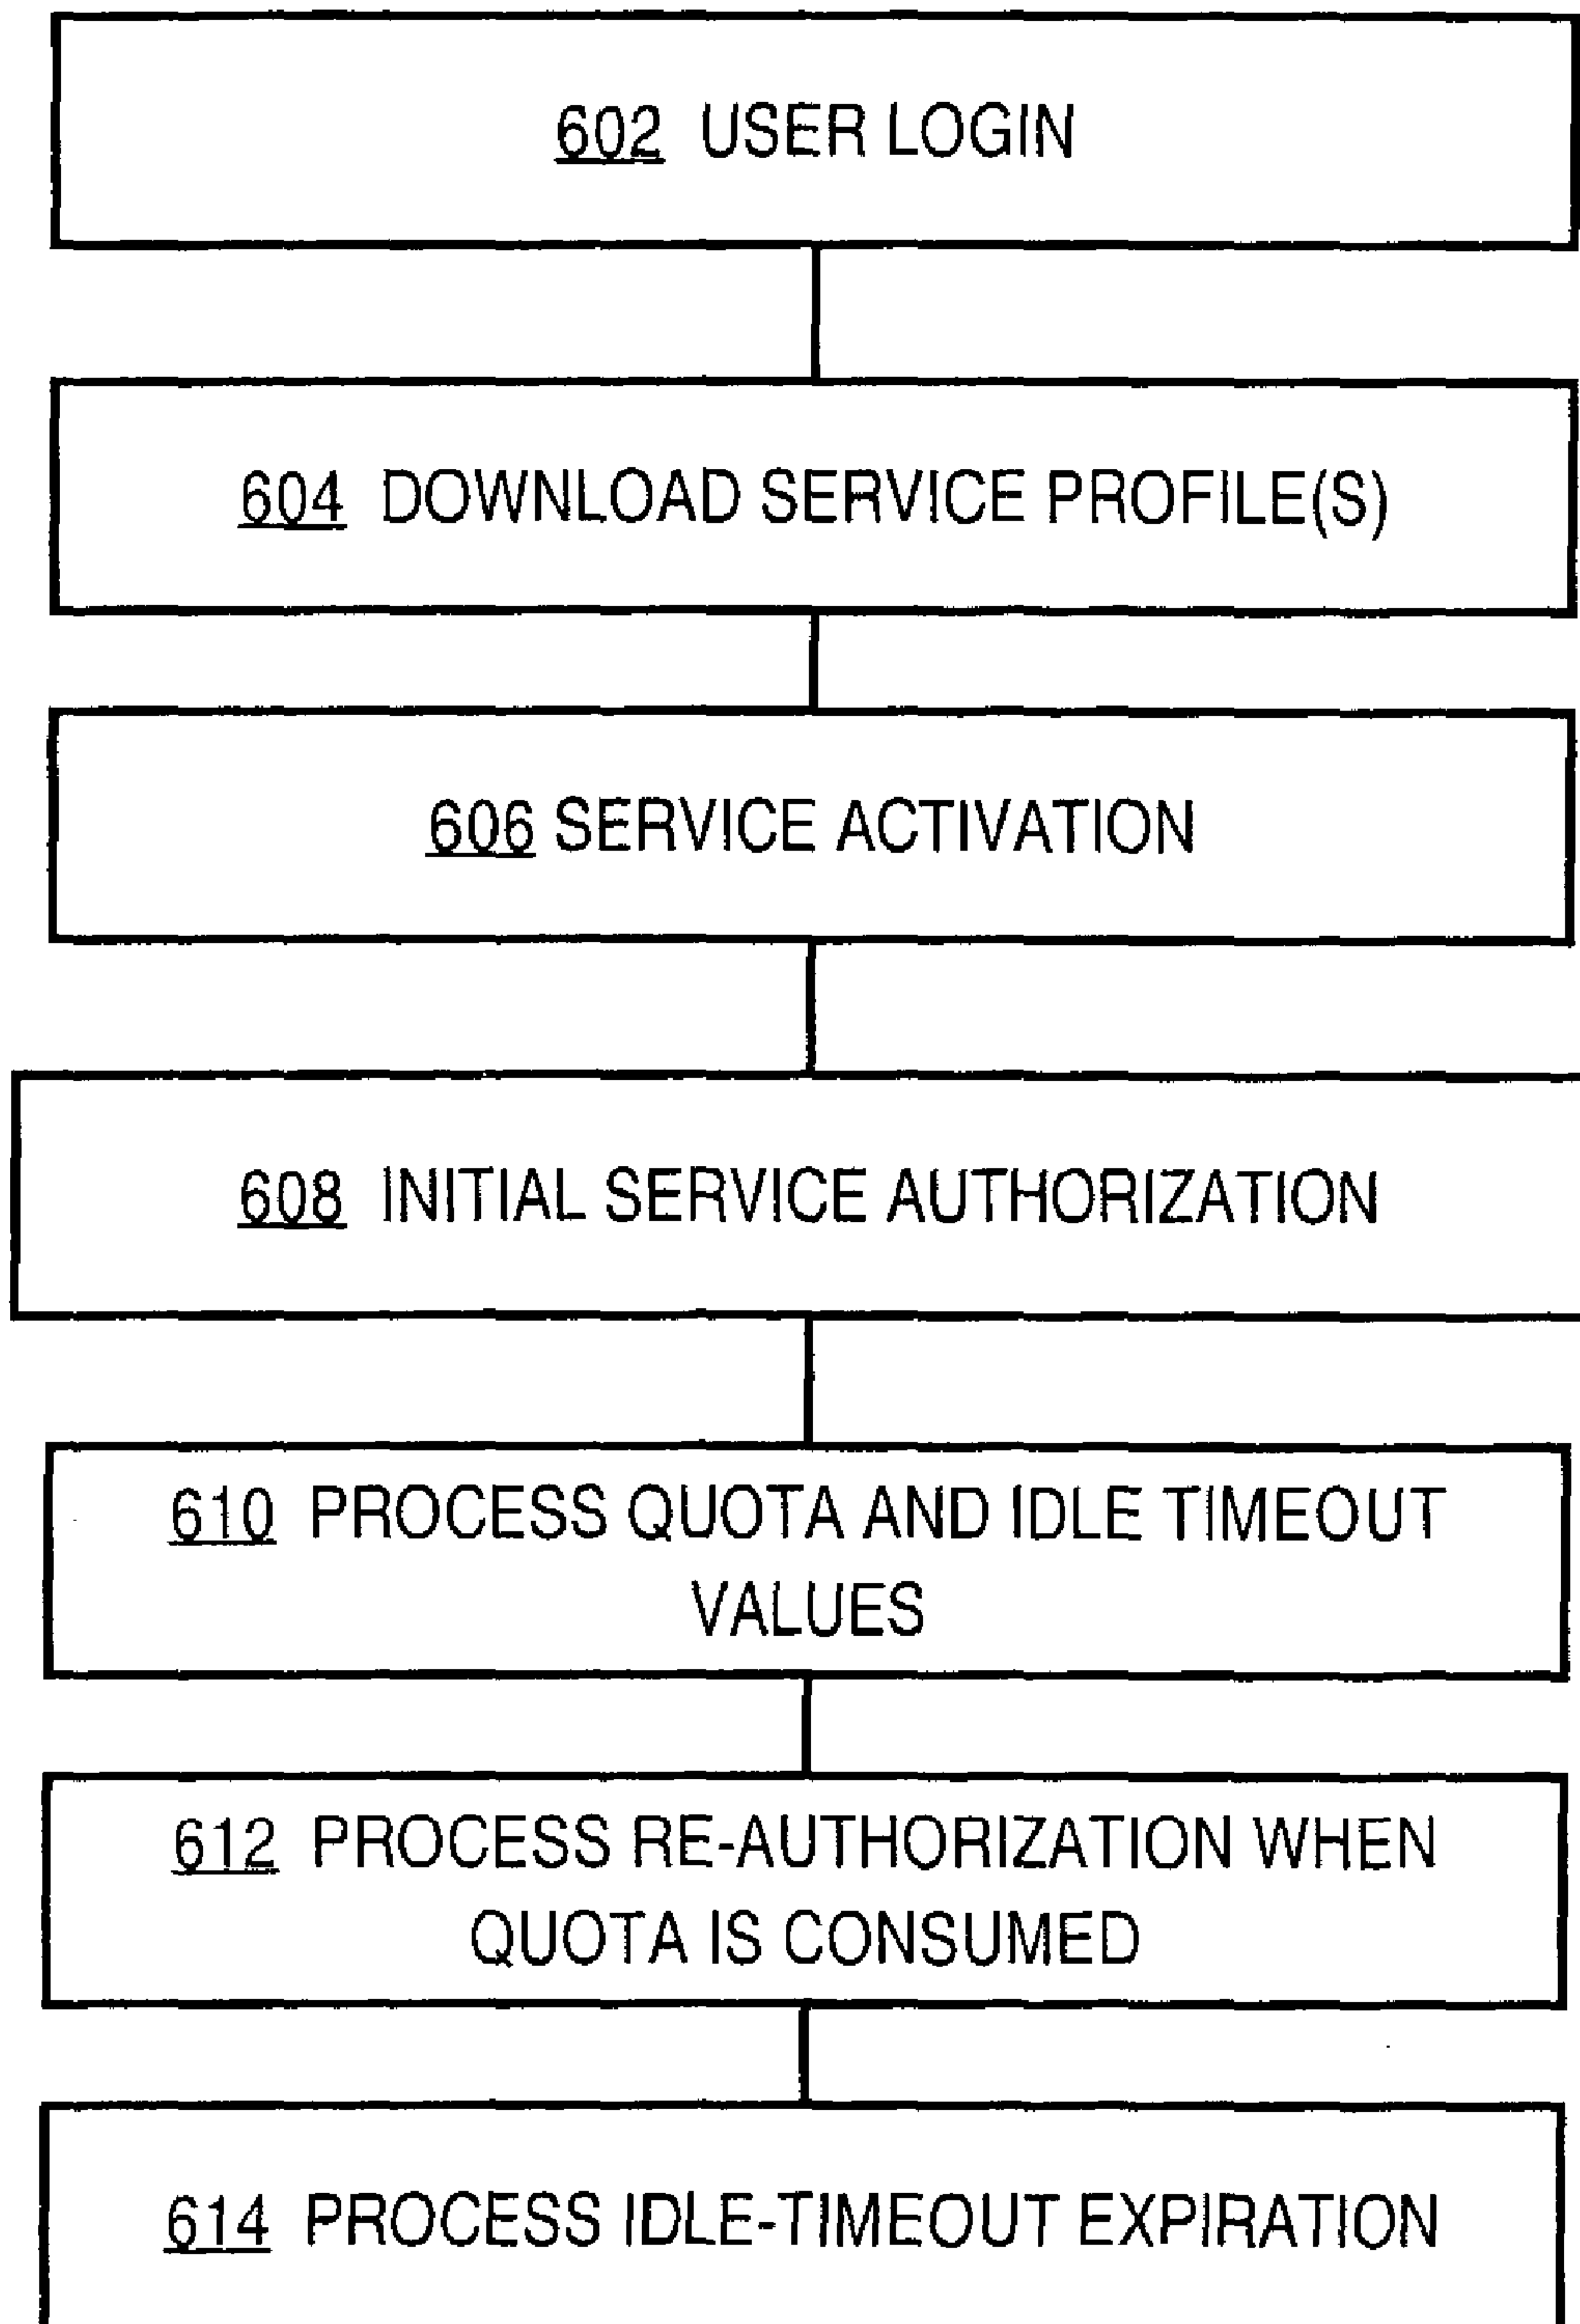 602 USER LOGIN
604 DOWNLOAD SERVICE PROFILE(S)
606 SERVICE ACTIVATION
608 INITIAL SERVICE AUTHORIZATION
610 PROCESS QUOTA AND IDLE TIMEOUT
VALUES
612 PROCESS RE-AUTHORIZATION WHEN
QUOTA IS CONSUMED
614 PROCESS IDLE-TIMEOUT EXPIRATION